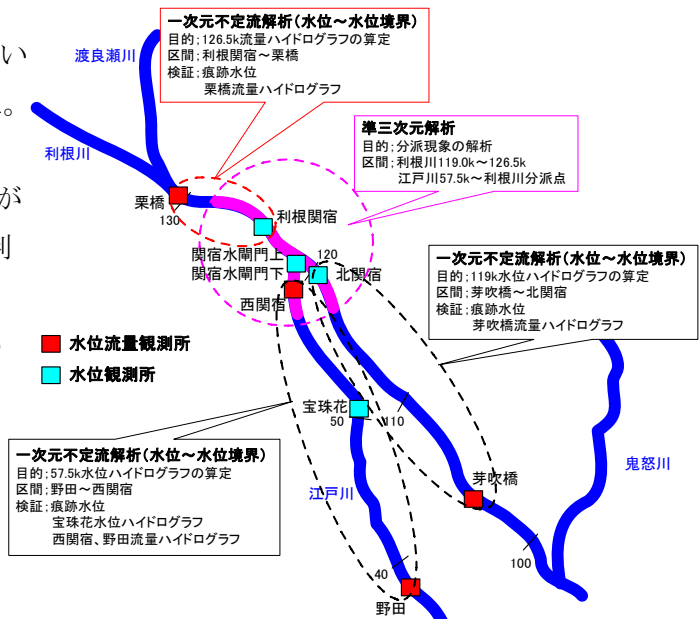 い
渡良瀬川
一次元不定流解析(水位～水位境界)
目的;126.5k流量ハイドログラフの算定
区間;利根関宿～栗橋
検証;痕跡水位
栗橋流量ハイドログラフ
。
利根川
準三次元解析
目的;分派現象の解析
区間;利根川119.0k～126.5k
江戸川57.5k～利根川分派点
が
栗橋
130
利根関宿
関宿水閘門上
120
関宿水閘門下
北関宿
西関宿
一次元不定流解析(水位～水位境界)
目的;119k水位ハイドログラフの算定
区間;芽吹橋～北関宿
検証;痕跡水位
芽吹橋流量ハイドログラフ
水位流量観測所
水位観測所
宝珠花
50
110
一次元不定流解析(水位～水位境界)
目的;57.5k水位ハイドログラフの算定
区間;野田～西関宿
検証;痕跡水位
宝珠花水位ハイドログラフ
西関宿、野田流量ハイドログラフ
江戸川
芽吹橋
鬼怒川
100
40
野田